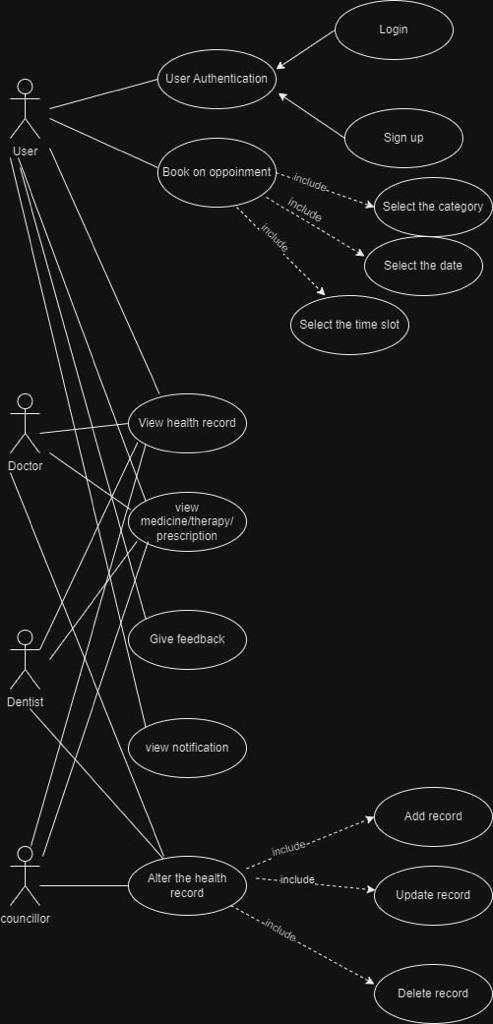 Login
User Authentication
Sign up
User
Book on oppoinment
include
Select the category
include
Select the date
include
Select the time slot
View health record
Doctor
view
medicine/therapy/
prescription
Give feedback
Dentist
view notification
Add record
include
Alter the health
record
include
Update record
councillor
include
Delete record